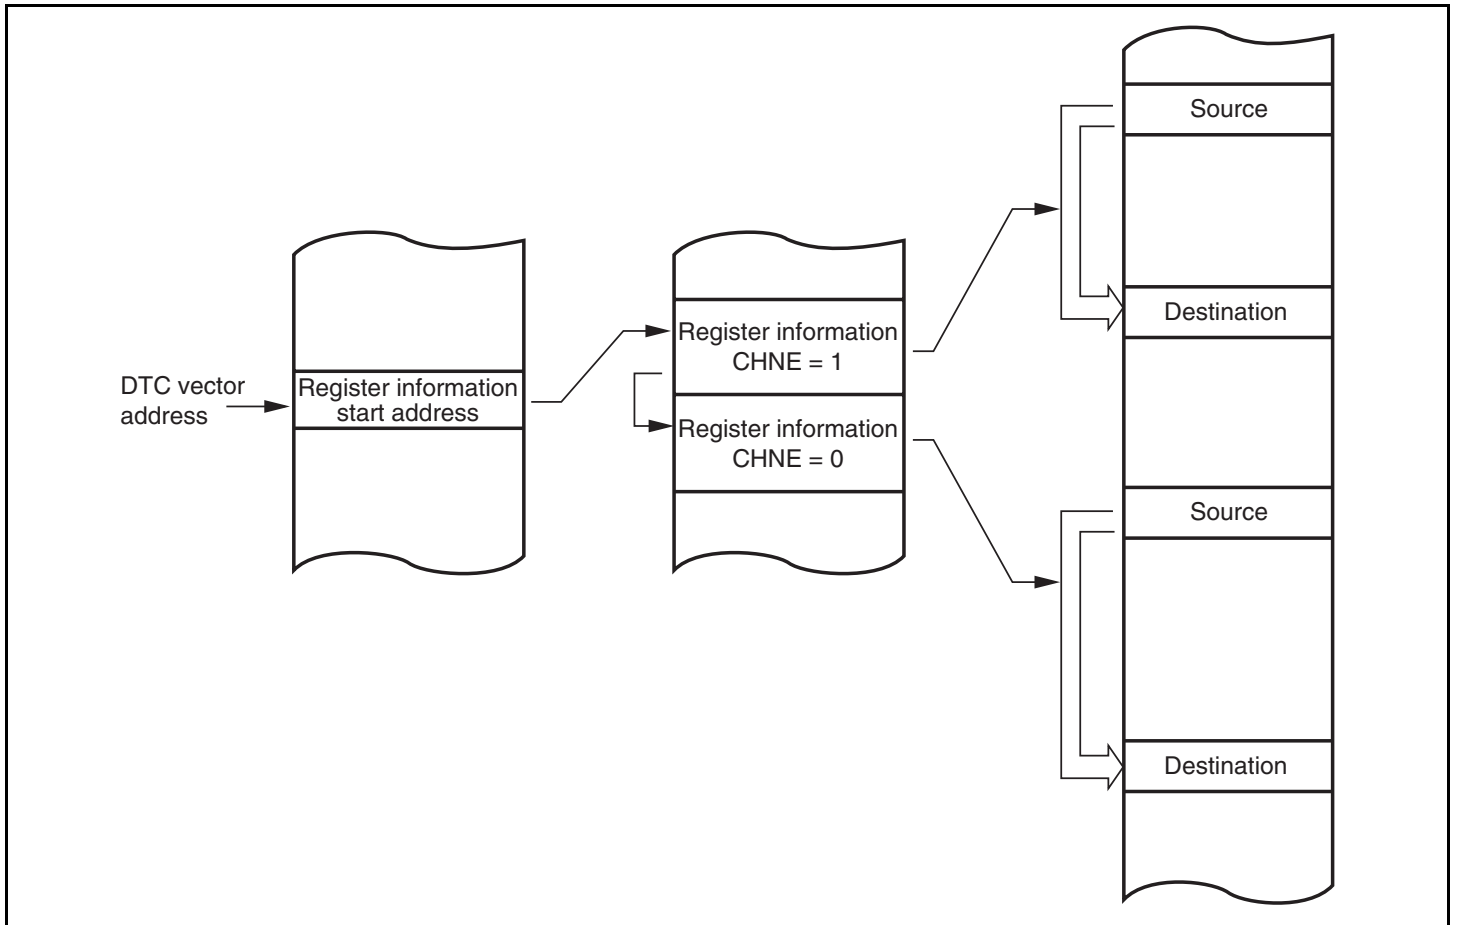 DTC vector
address
Register information
start address
Register information
CHNE = 1
Register information
CHNE = 0
Source
Destination
Source
Destination